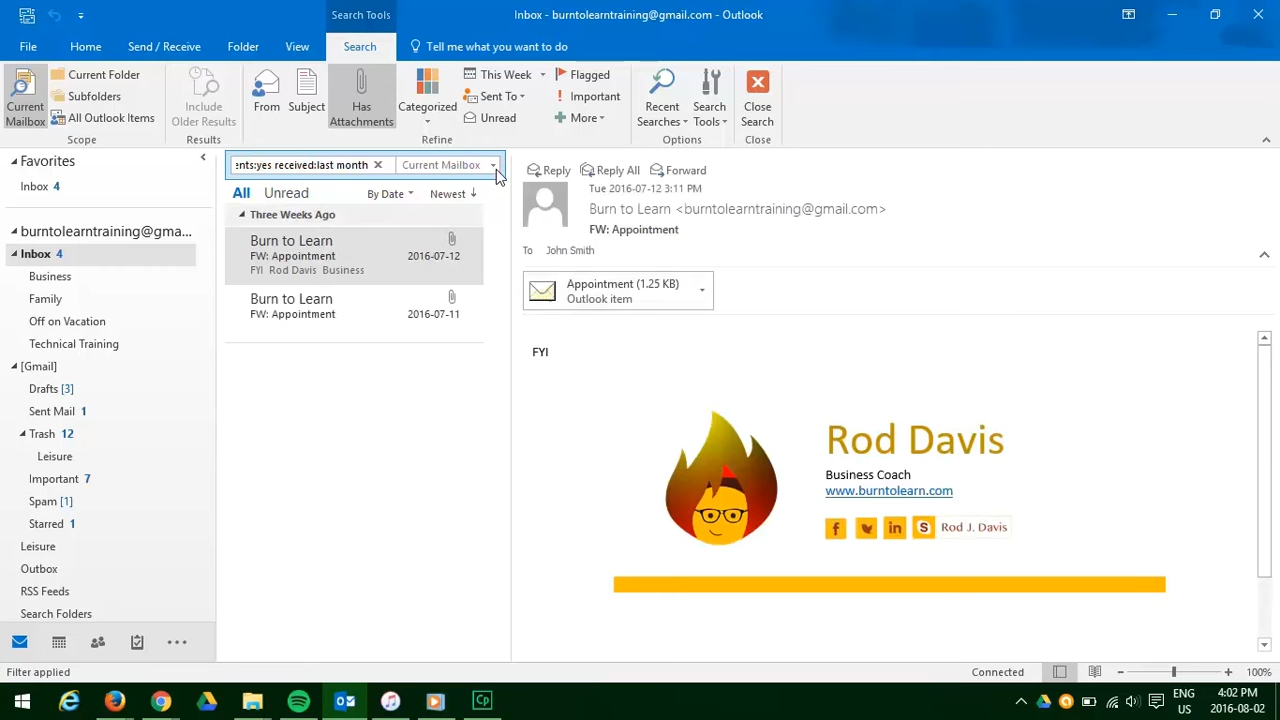 Search Tools
Inbox - burntolearntraining@gmail.com - Outlook
File Home Send / Receive Folder View Search Tell me what you want to do
Current Mailbox
Current Folder
Subfolders
All Outlook Items
Scope
Include Older Results
Results
From
Subject
Has Attachments
Categorized
This Week
Sent To
Unread
Flagged
Important
More
Refine
Recent Searches
Search Tools
Options
Close Search
Close
Favorites
Inbox 4
burntolearntraining@gma...
Inbox 4
Business
Family
Off on Vacation
Technical Training
[Gmail]
Drafts [3]
Sent Mail 1
Trash 12
Leisure
Important 7
Spam [1]
Starred 1
Leisure
Outbox
RSS Feeds
Search Folders
nts:yes received:last month Current Mailbox
All Unread By Date Newest
Three Weeks Ago
Burn to Learn
FW: Appointment 2016-07-12
FYI Rod Davis Business
Burn to Learn
FW: Appointment 2016-07-11
Reply Reply All Forward
Tue 2016-07-12 3:11 PM
Burn to Learn <burntolearntraining@gmail.com>
FW: Appointment
To John Smith
Appointment (1.25 KB)
Outlook item
FYI
Rod Davis
Business Coach
www.burntolearn.com
f in S Rod J. Davis
Filter applied
Connected
100%
e Cp
ENG
US
4:02 PM
2016-08-02